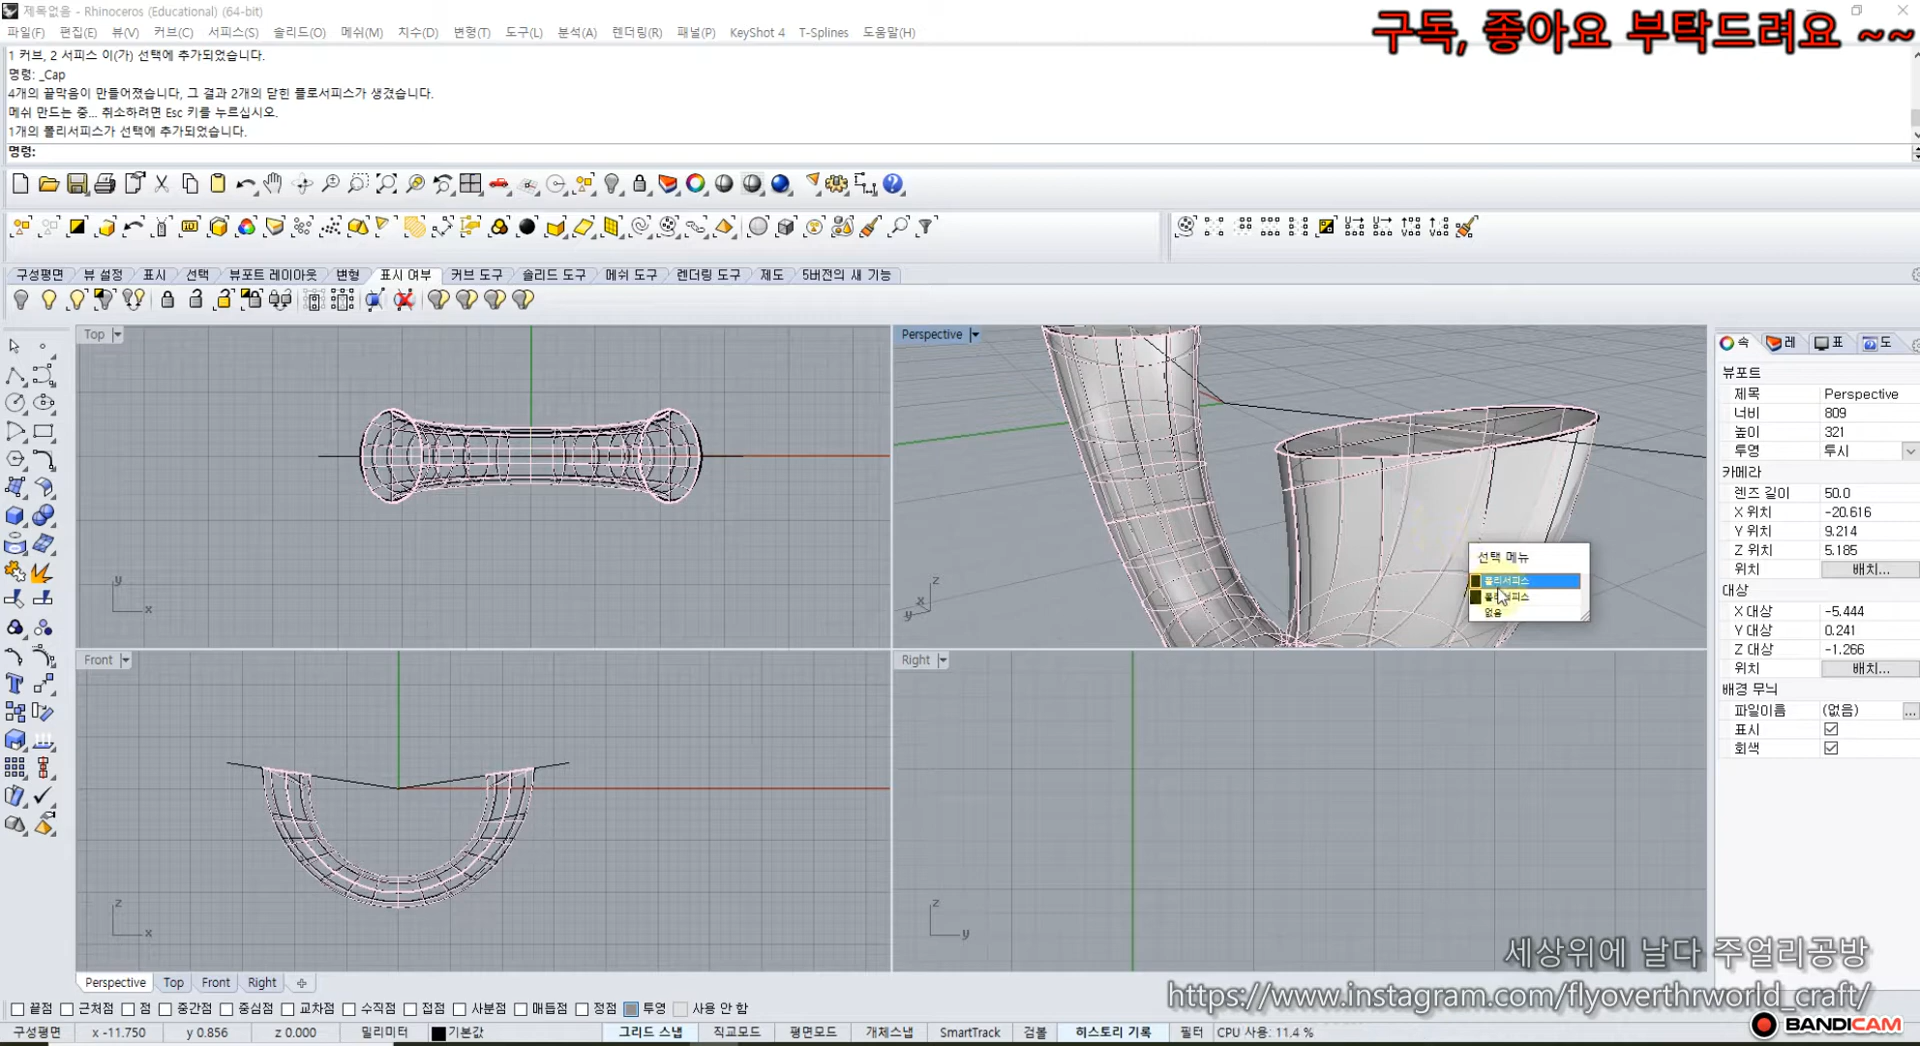 제목없음 - Rhinoceros (Educational) (64-bit)
구독, 좋아요 부탁드려요 ~~
파일(F) 편집(E) 뷰(V) 커브(C) 서피스(S) 솔리드(O) 메쉬(M) 치수(D) 변형(T) 도구(L) 분석(A) 렌더링(R) 패널(P) KeyShot 4 T-Splines 도움말(H)
1 커브, 2 서피스 이(가) 선택에 추가되었습니다.
명령: _Cap
4개의 끝막음이 만들어졌습니다, 그 결과 2개의 닫힌 폴로서피스가 생겼습니다.
메쉬 만드는 중... 취소하려면 Esc 키를 누르십시오.
1개의 폴리서피스가 선택에 추가되었습니다.
명령:
구성평면 뷰 설정 표시 선택 뷰포트 레이아웃 변형 표시 여부 커브 도구 솔리드 도구 메쉬 도구 렌더링 도구 제도 5버전의 새 기능
Top
Perspective
속 레 표 도
뷰포트
제목 Perspective
너비 809
높이 321
투영 투시
카메라
렌즈 길이 50.0
X 위치 -20.616
Y 위치 9.214
Z 위치 5.185
위치 배치...
대상
X 대상 -5.444
Y 대상 0.241
Z 대상 -1.266
위치 배치...
배경 무늬
파일이름 (없음) ...
표시
회색
선택 메뉴
폴리서피스
폴리서피스
없음
y x
z x y
Front
Right
z x
z y
세상위에 날다 주얼리공방
https://www.instagram.com/flyoverthrworld_craft/
BANDICAM
Perspective Top Front Right
끝점 근처점 점 중간점 중심점 교차점 수직점 접점 사분점 매듭점 정점 투영 사용 안 함
구성평면 x -11.750 y 0.856 z 0.000 밀리미터 기본값 그리드 스냅 직교모드 평면모드 개체스냅 SmartTrack 검볼 히스토리 기록 필터 CPU 사용: 11.4 %